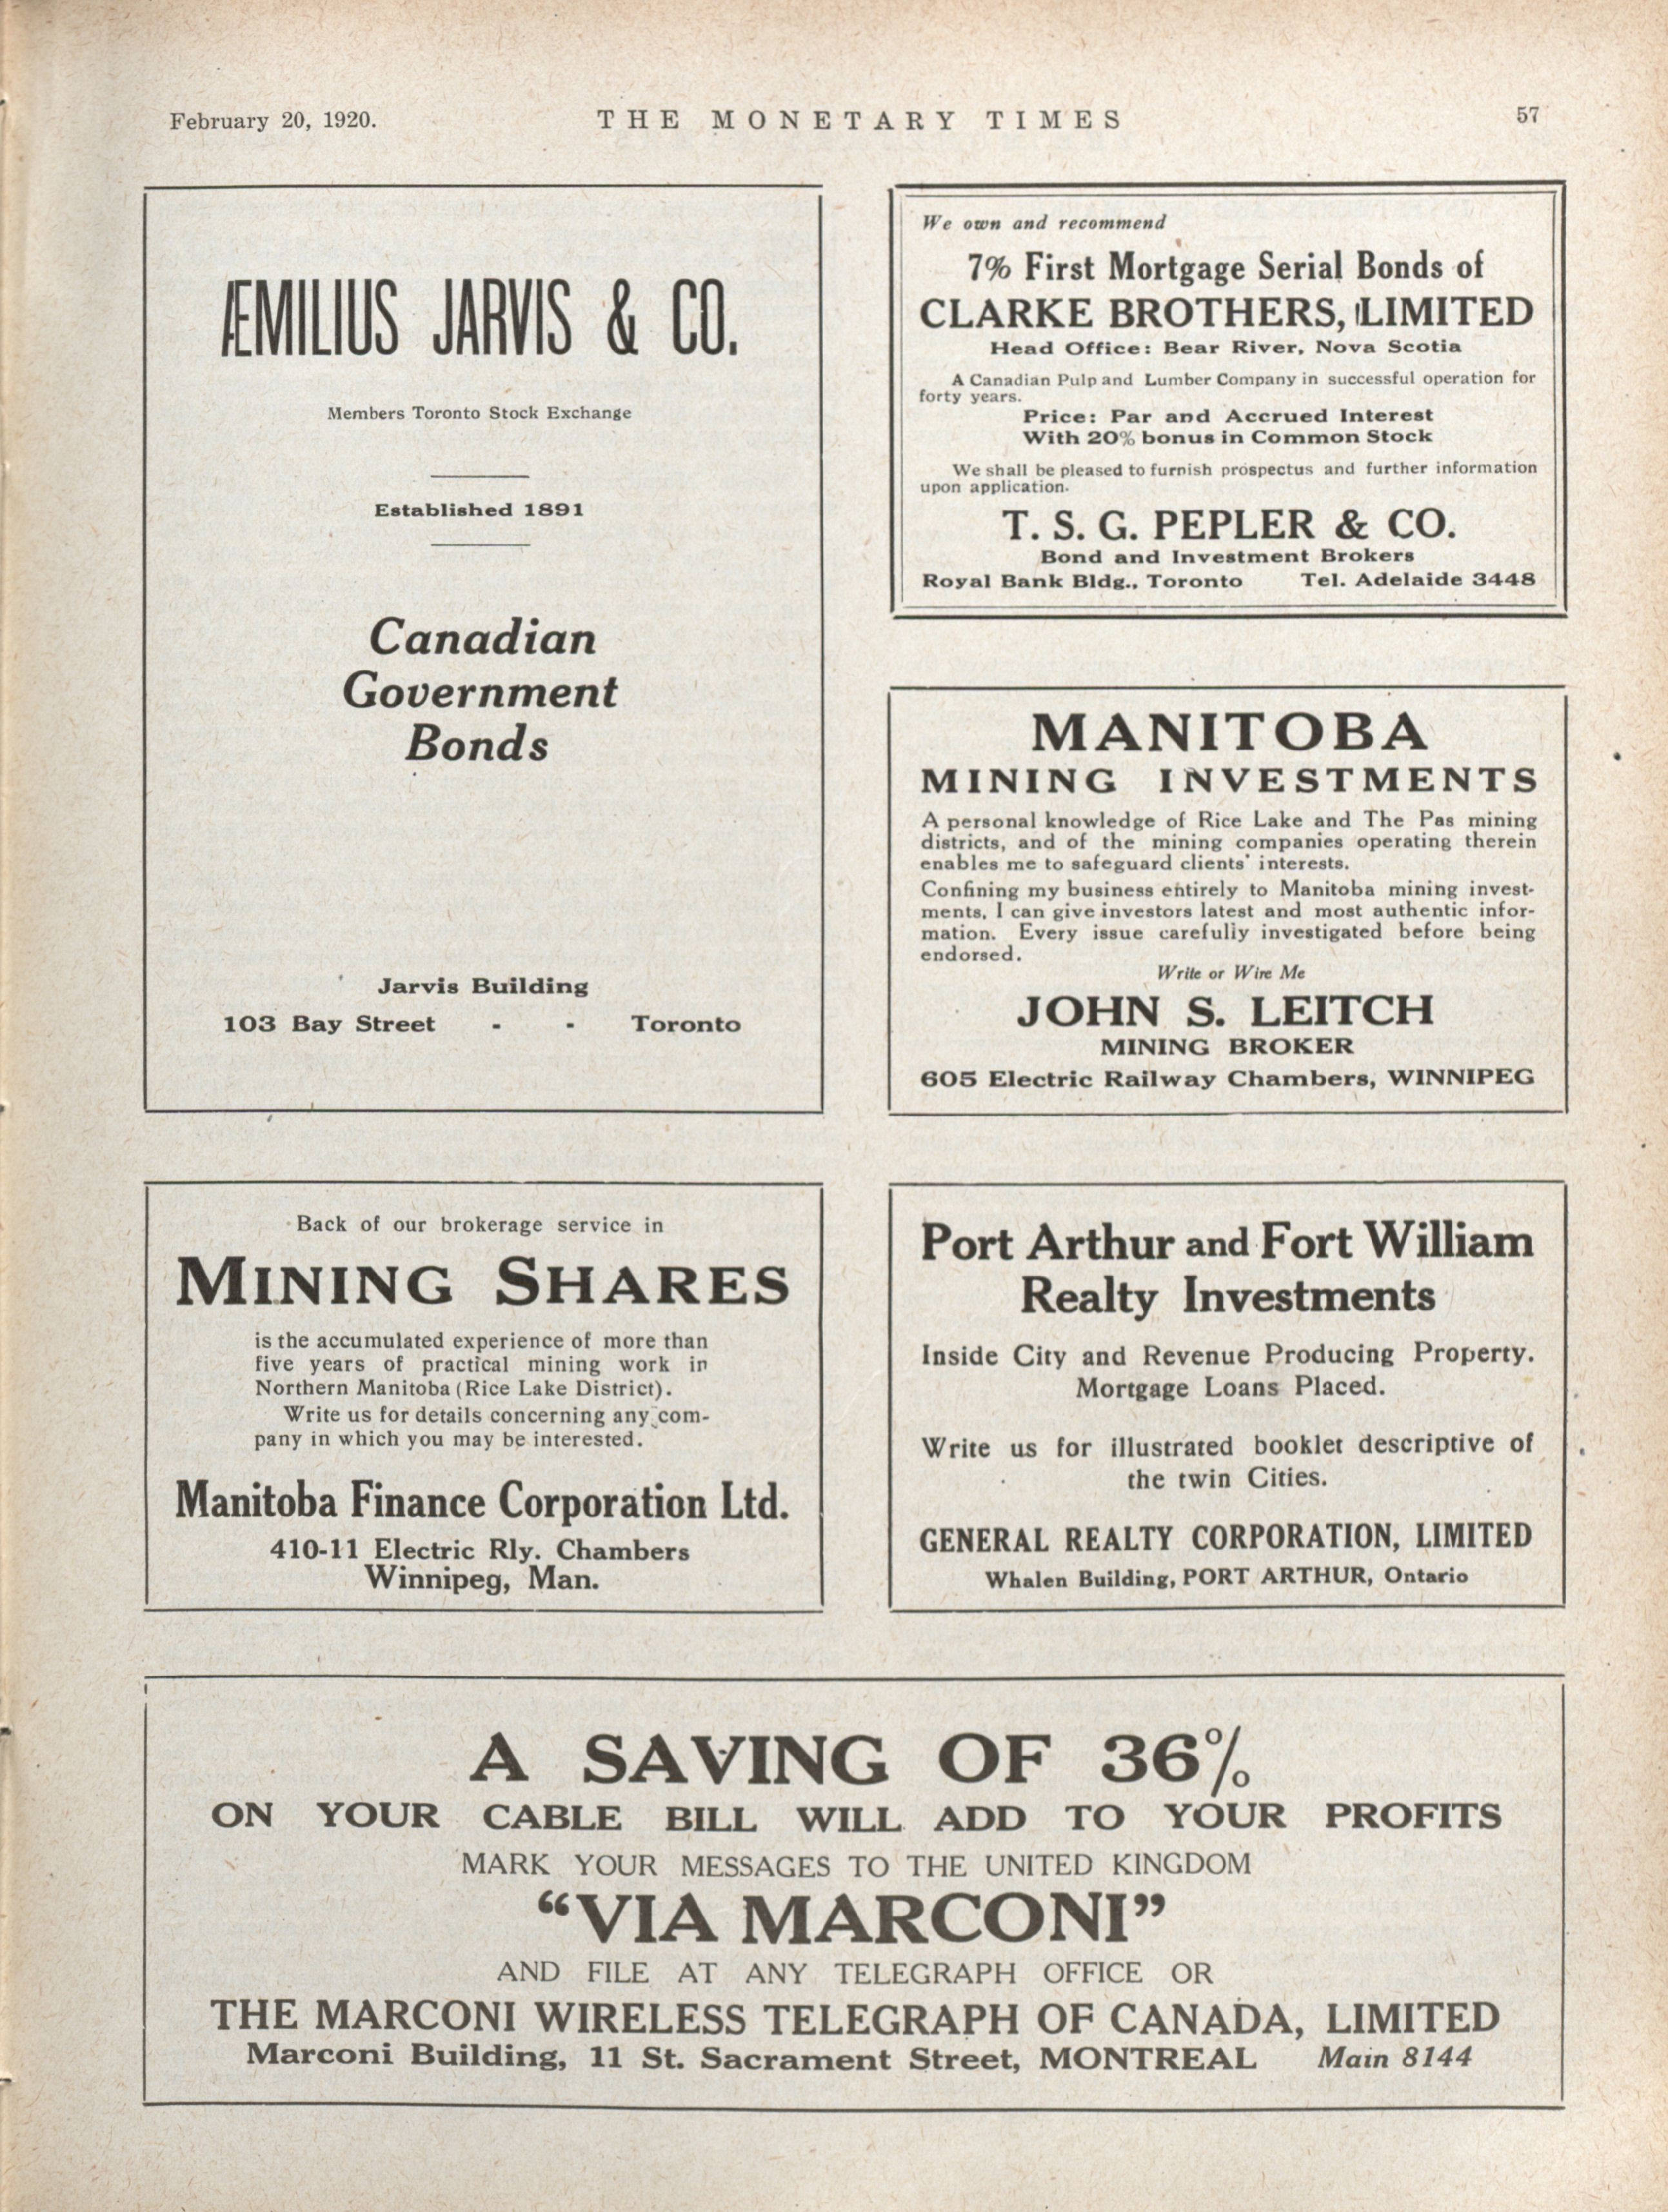 February 20, 1920.
THE MONETARY TIMES
57
ÆMILIUS JARVIS & CO.
Members Toronto Stock Exchange
Established 1891
Canadian
Government
Bonds
Jarvis Building
103 Bay Street - - Toronto
We own and recommend
7% First Mortgage Serial Bonds of
CLARKE BROTHERS, LIMITED
Head Office: Bear River, Nova Scotia
A Canadian Pulp and Lumber Company in successful operation for
forty years.
Price: Par and Accrued Interest
With 20% bonus in Common Stock
We shall be pleased to furnish prospectus and further information
upon application.
T. S. G. PEPLER & CO.
Bond and Investment Brokers
Royal Bank Bldg., Toronto Tel. Adelaide 3448
MANITOBA
MINING INVESTMENTS
A personal knowledge of Rice Lake and The Pas mining
districts, and of the mining companies operating therein
enables me to safeguard clients' interests.
Confining my business entirely to Manitoba mining invest-
ments, I can give investors latest and most authentic infor-
mation. Every issue carefully investigated before being
endorsed.
Write or Wire Me
JOHN S. LEITCH
MINING BROKER
605 Electric Railway Chambers, WINNIPEG
Back of our brokerage service in
MINING SHARES
is the accumulated experience of more than
five years of practical mining work in
Northern Manitoba (Rice Lake District).
Write us for details concerning any com-
pany in which you may be interested.
Manitoba Finance Corporation Ltd.
410-11 Electric Rly. Chambers
Winnipeg, Man.
Port Arthur and Fort William
Realty Investments
Inside City and Revenue Producing Property.
Mortgage Loans Placed.
Write us for illustrated booklet descriptive of
the twin Cities.
GENERAL REALTY CORPORATION, LIMITED
Whalen Building, PORT ARTHUR, Ontario
A SAVING OF 36%
ON YOUR CABLE BILL WILL ADD TO YOUR PROFITS
MARK YOUR MESSAGES TO THE UNITED KINGDOM
"VIA MARCONI"
AND FILE AT ANY TELEGRAPH OFFICE OR
THE MARCONI WIRELESS TELEGRAPH OF CANADA, LIMITED
Marconi Building, 11 St. Sacrament Street, MONTREAL Main 8144